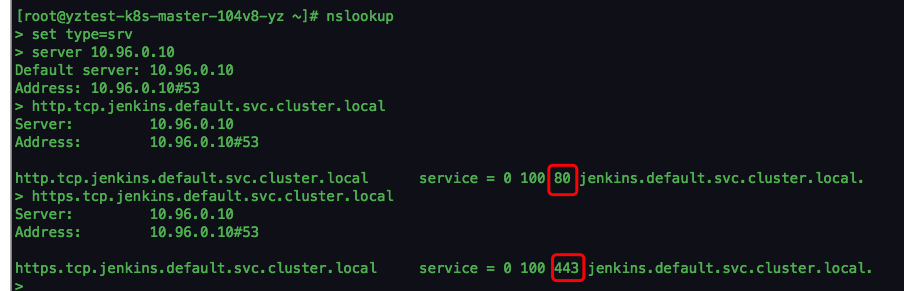 [root@yztest-k8s-master-104v8-yz ~]# nslookup
> set type=srv
> server 10.96.0.10
Default server: 10.96.0.10
Address: 10.96.0.10#53
> http.tcp.jenkins.default.svc.cluster.local
Server: 10.96.0.10
Address: 10.96.0.10#53
http.tcp.jenkins.default.svc.cluster.local service = 0 100 80 jenkins.default.svc.cluster.local.
> https.tcp.jenkins.default.svc.cluster.local
Server: 10.96.0.10
Address: 10.96.0.10#53
https.tcp.jenkins.default.svc.cluster.local service = 0 100 443 jenkins.default.svc.cluster.local.
>